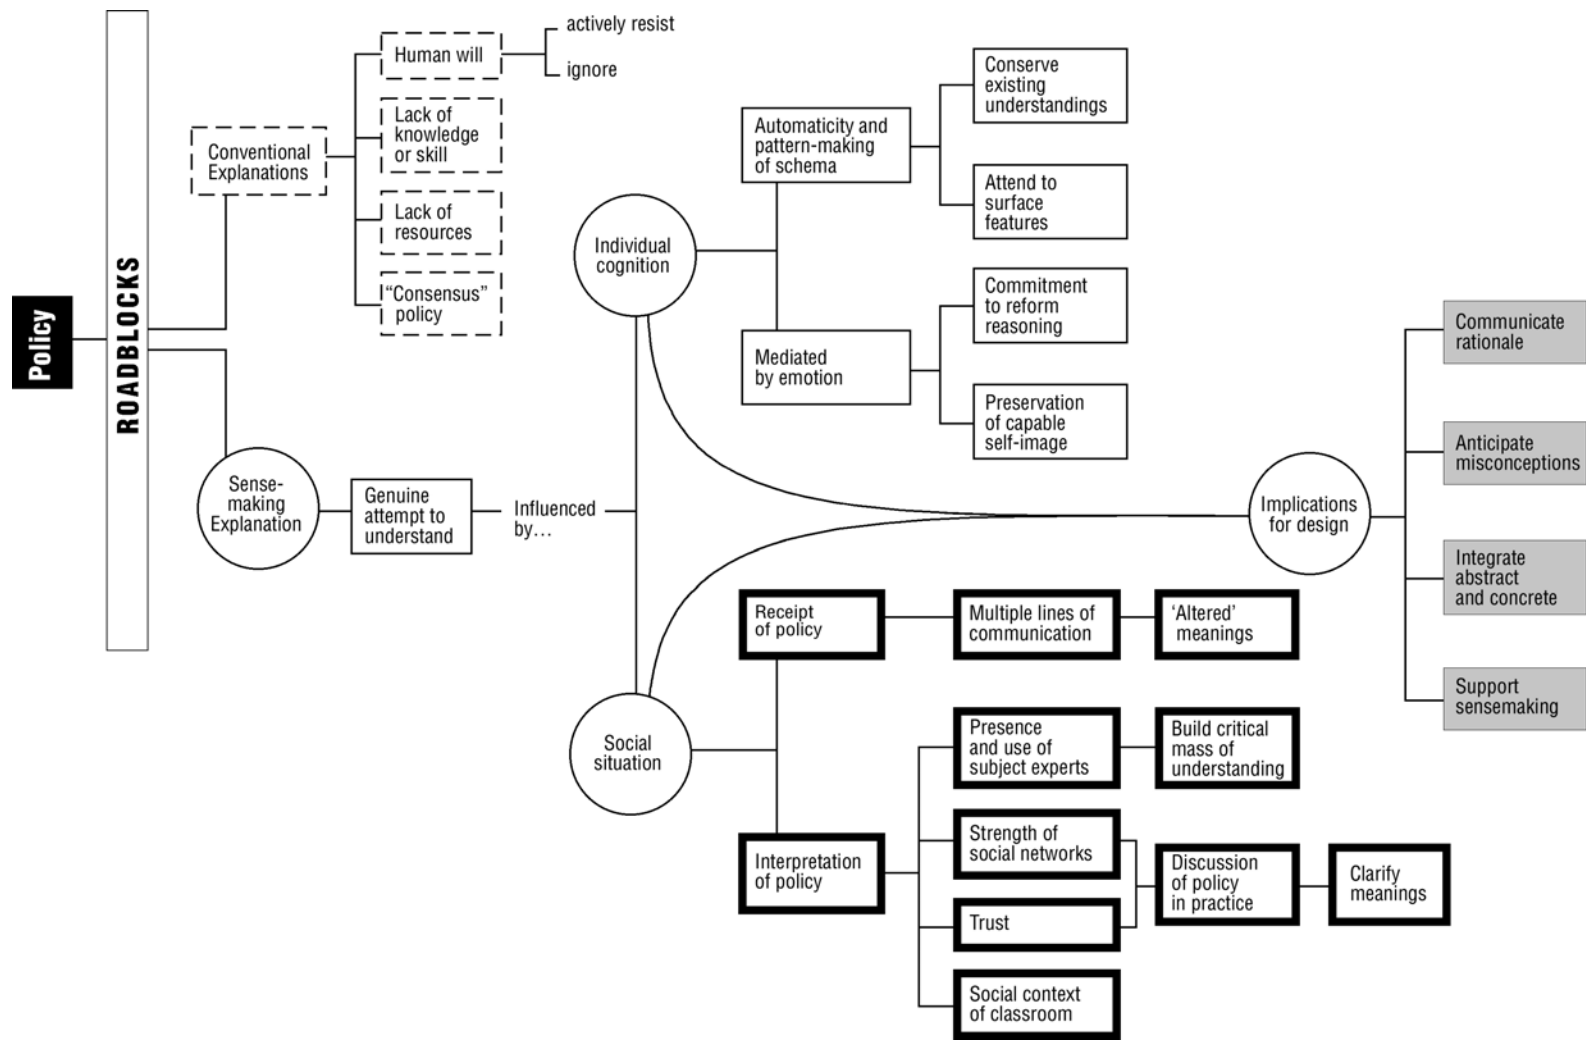 Policy
ROADBLOCKS
Conventional
Explanations
Human will
actively resist
ignore
Lack of
knowledge
or skill
Lack of
resources
“Consensus”
policy
Sense-
making
Explanation
Genuine
attempt to
understand
Influenced
by…
Individual
cognition
Automaticity and
pattern-making
of schema
Conserve
existing
understandings
Attend to
surface
features
Mediated
by emotion
Commitment
to reform
reasoning
Preservation
of capable
self-image
Social
situation
Receipt
of policy
Multiple lines of
communication
‘Altered’
meanings
Interpretation
of policy
Presence
and use of
subject experts
Build critical
mass of
understanding
Strength of
social networks
Trust
Discussion
of policy
in practice
Clarify
meanings
Social context
of classroom
Implications
for design
Communicate
rationale
Anticipate
misconceptions
Integrate
abstract
and concrete
Support
sensemaking